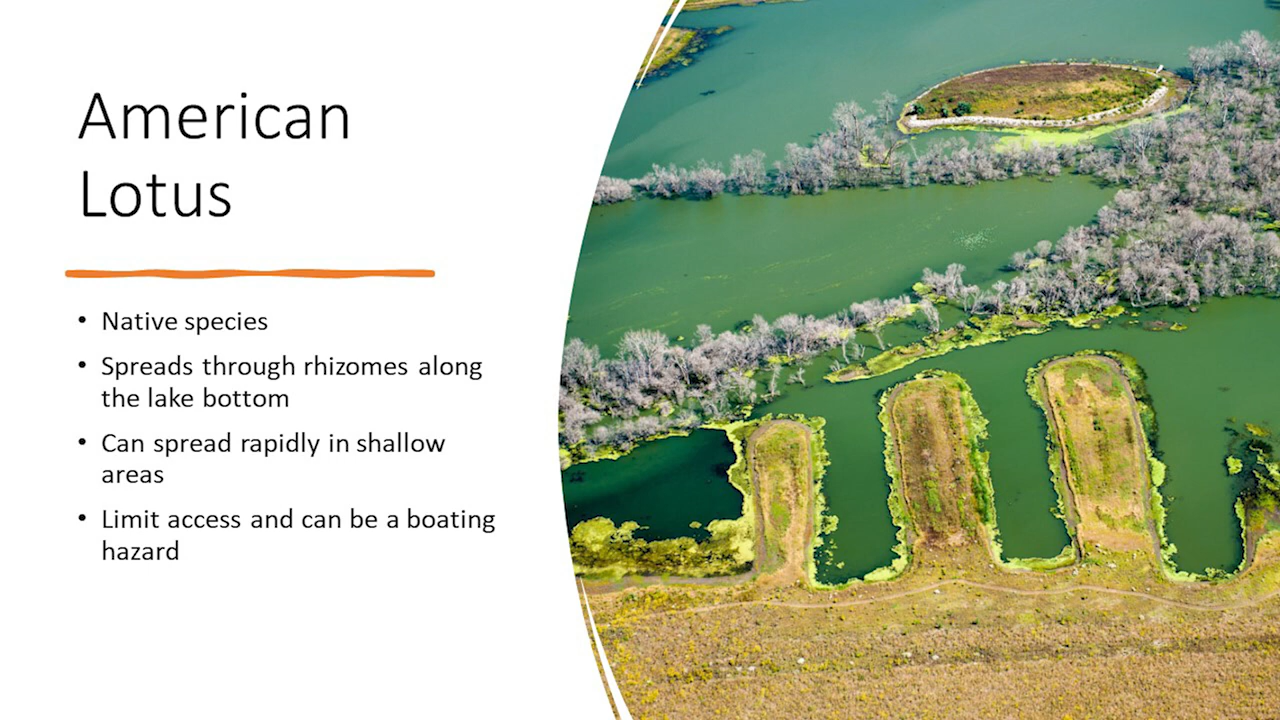 American
Lotus
• Native species
• Spreads through rhizomes along
the lake bottom
• Can spread rapidly in shallow
areas
• Limit access and can be a boating
hazard